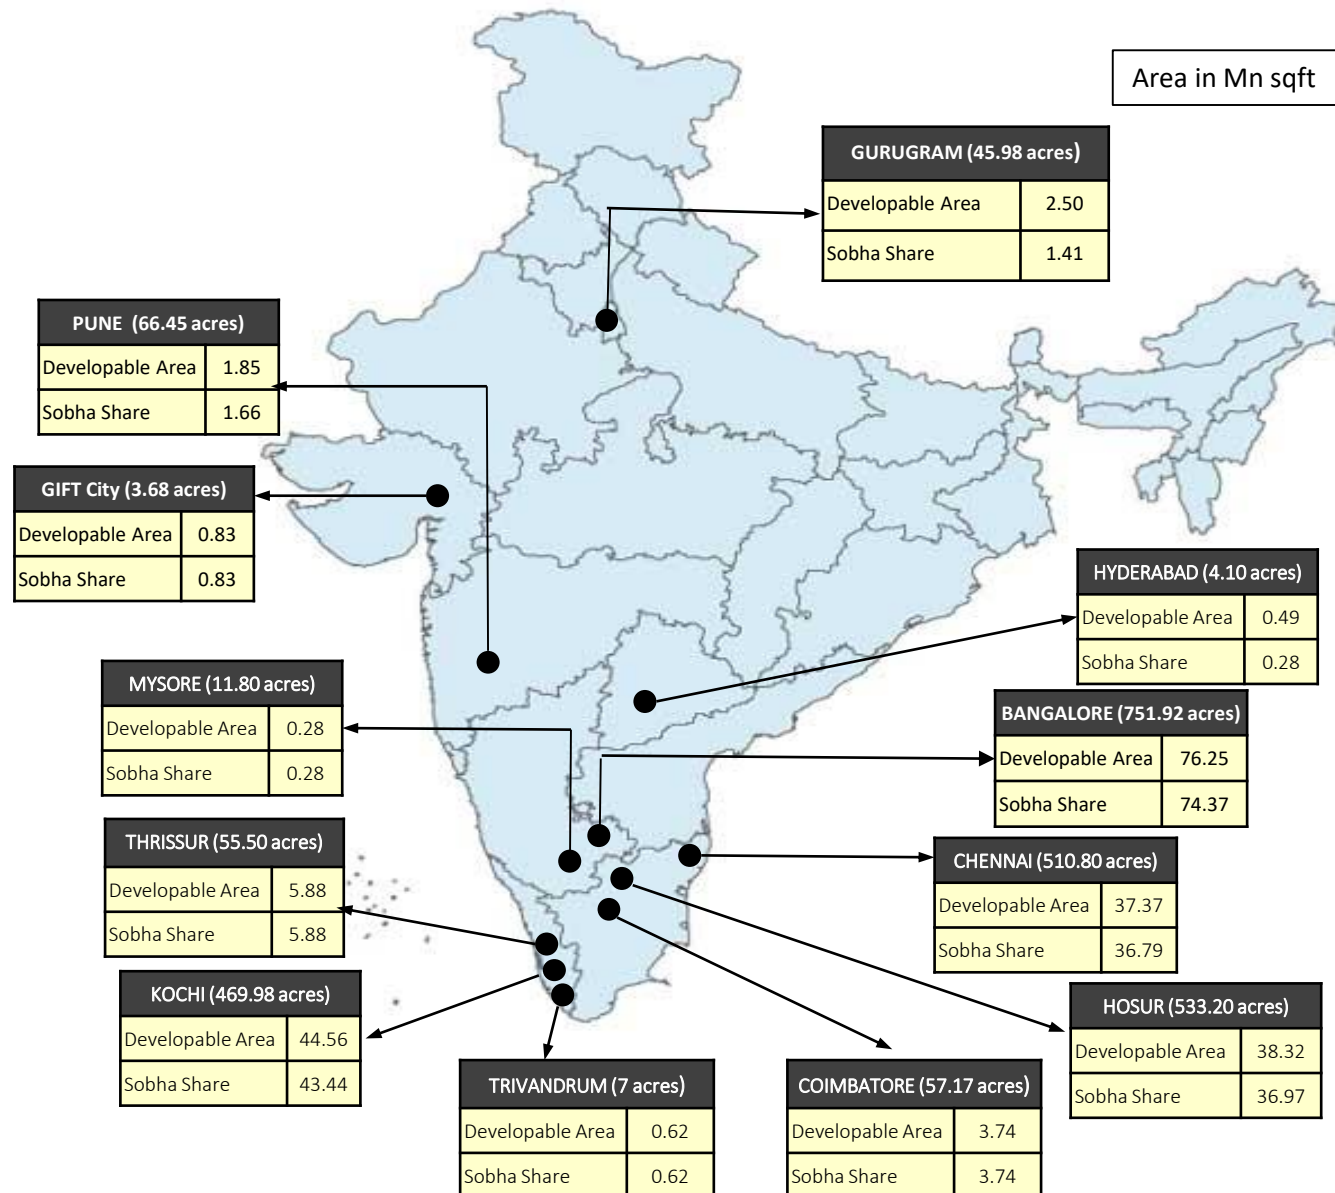 Area in Mn sqft
GURUGRAM (45.98 acres)
Developable Area 2.50
Sobha Share 1.41
PUNE (66.45 acres)
Developable Area 1.85
Sobha Share 1.66
GIFT City (3.68 acres)
Developable Area 0.83
Sobha Share 0.83
HYDERABAD (4.10 acres)
Developable Area 0.49
Sobha Share 0.28
MYSORE (11.80 acres)
Developable Area 0.28
Sobha Share 0.28
BANGALORE (751.92 acres)
Developable Area 76.25
Sobha Share 74.37
THRISSUR (55.50 acres)
Developable Area 5.88
Sobha Share 5.88
CHENNAI (510.80 acres)
Developable Area 37.37
Sobha Share 36.79
KOCHI (469.98 acres)
Developable Area 44.56
Sobha Share 43.44
HOSUR (533.20 acres)
Developable Area 38.32
Sobha Share 36.97
TRIVANDRUM (7 acres)
Developable Area 0.62
Sobha Share 0.62
COIMBATORE (57.17 acres)
Developable Area 3.74
Sobha Share 3.74